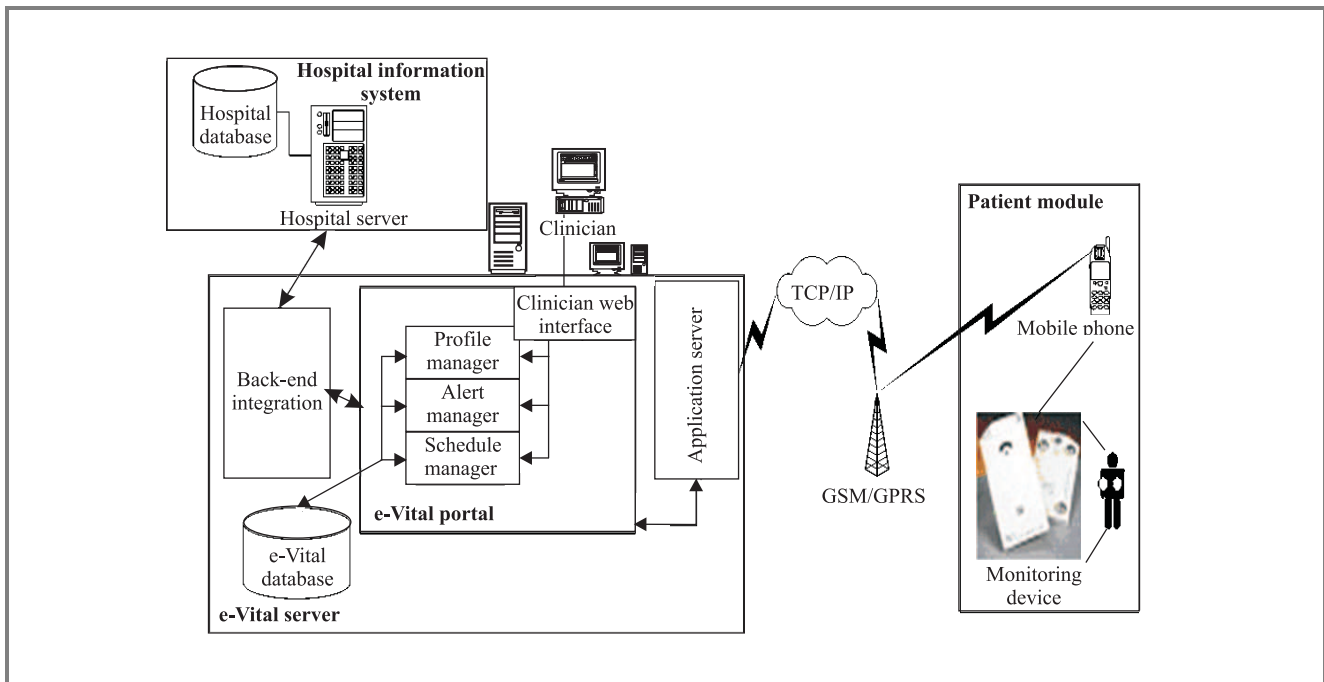 Hospital information
system
Hospital
database
Hospital server
Clinician
Patient module
Mobile phone
Monitoring
device
TCP/IP
GSM/GPRS
Clinician web
interface
Profile
manager
Alert
manager
Schedule
manager
Back-end
integration
Application server
e-Vital portal
e-Vital
database
e-Vital server